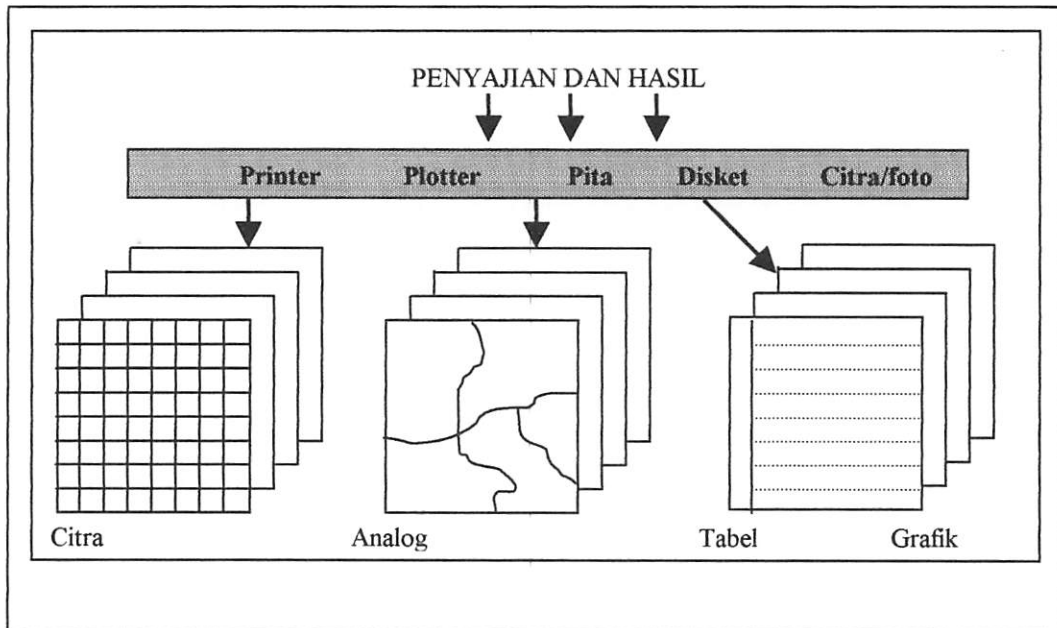 PENYAJIAN DAN HASIL
Printer Plotter Pita Disket Citra/foto
Citra Analog Tabel Grafik